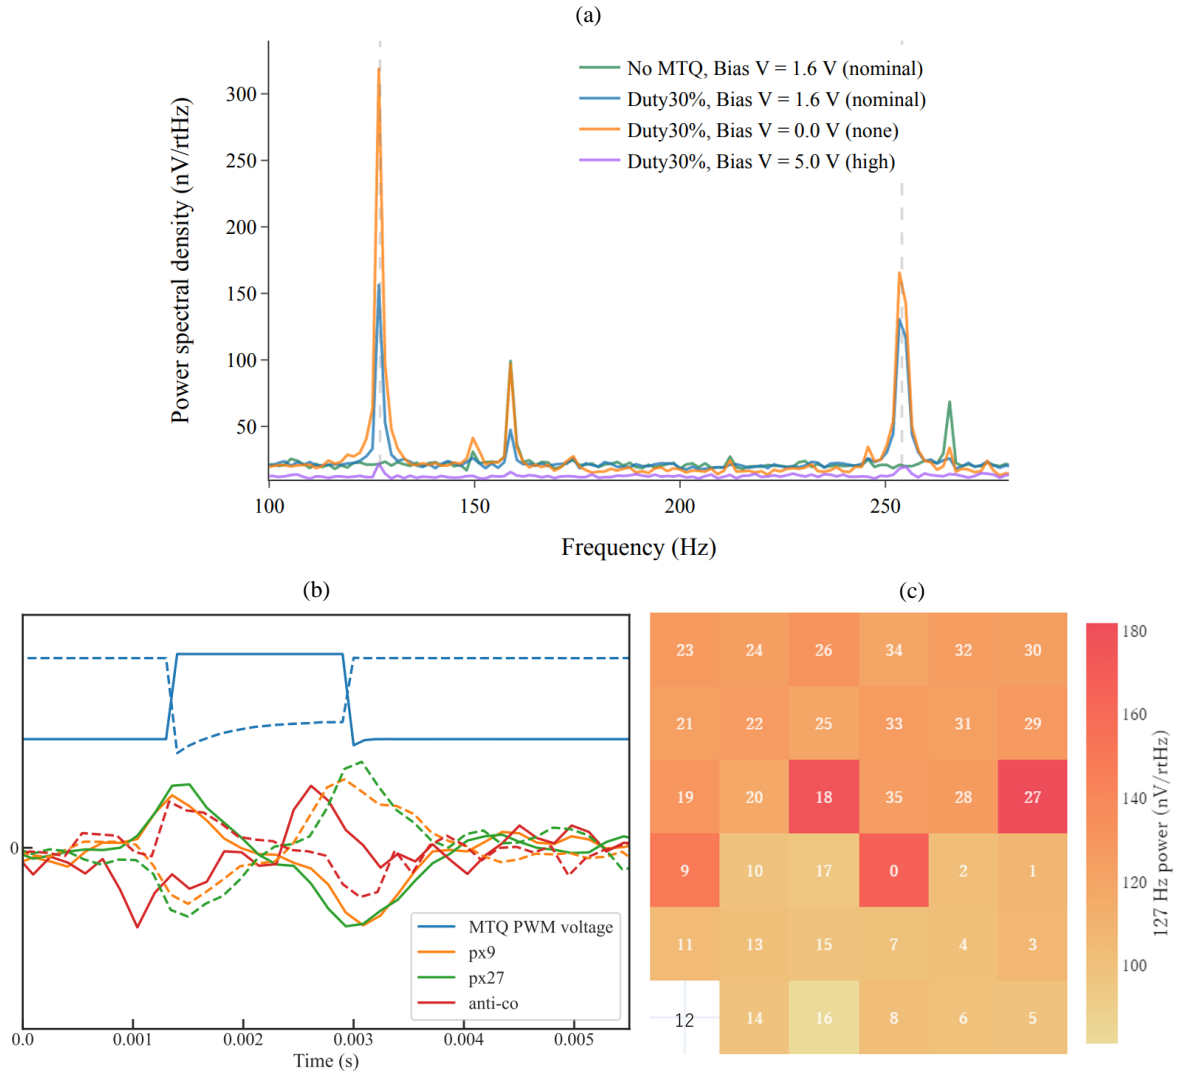 (a)
Power spectral density (nV/rtHz)
300
250
200
150
100
50
No MTQ, Bias V = 1.6 V (nominal)
Duty30%, Bias V = 1.6 V (nominal)
Duty30%, Bias V = 0.0 V (none)
Duty30%, Bias V = 5.0 V (high)
100 150 200 250
Frequency (Hz)
(b)
0
MTQ PWM voltage
px9
px27
anti-co
0.0 0.001 0.002 0.003 0.004 0.005
Time (s)
(c)
23 24 26 34 32 30
21 22 25 33 31 29
19 20 18 35 28 27
9 10 17 0 2 1
11 13 15 7 4 3
12 14 16 8 6 5
180
160
140
120
100
127 Hz power (nV/rtHz)